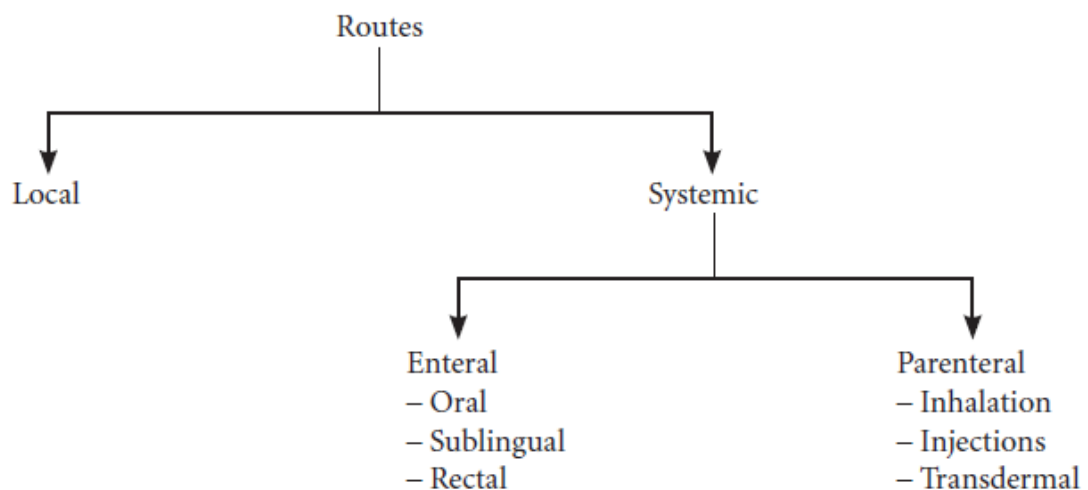 Routes
Local
Systemic
Enteral
– Oral
– Sublingual
– Rectal
Parenteral
– Inhalation
– Injections
– Transdermal